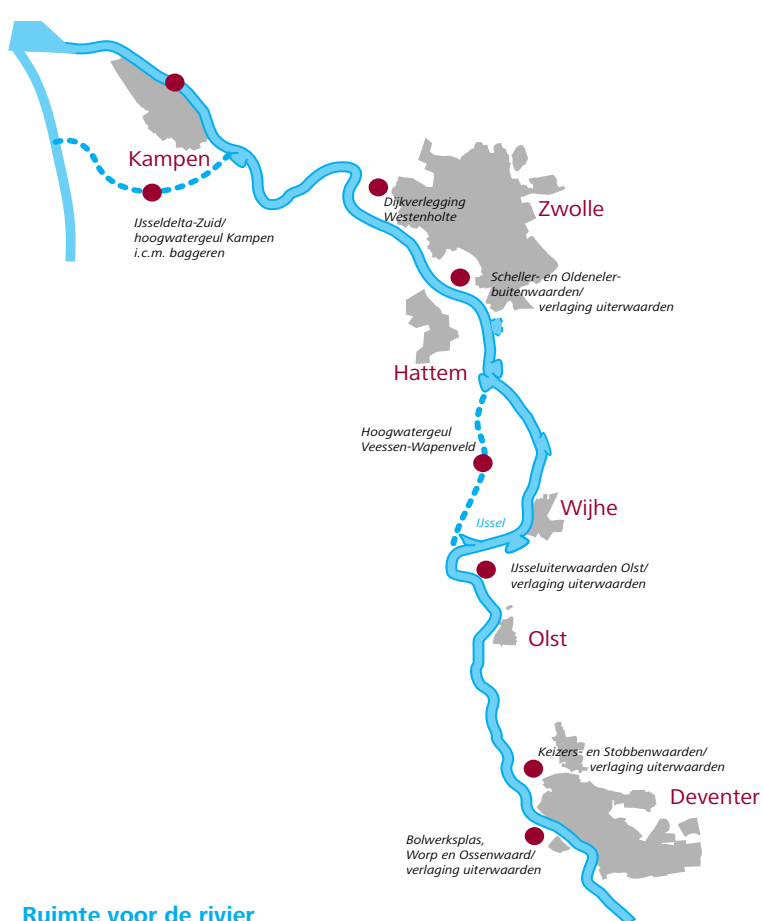 Kampen
IJsseldelta-Zuid/
hoogwatergeul Kampen
i.c.m. baggeren
Dijkverlegging
Westenholte
Zwolle
Scheller- en Oldeneler-
buitenwaarden/
verlaging uiterwaarden
Hattem
Hoogwatergeul
Veessen-Wapenveld
Wijhe
IJssel
IJsseluiterwaarden Olst/
verlaging uiterwaarden
Olst
Keizers- en Stobbenwaarden/
verlaging uiterwaarden
Deventer
Bolwerksplas,
Worp en Ossenwaard/
verlaging uiterwaarden
Ruimte voor de rivier